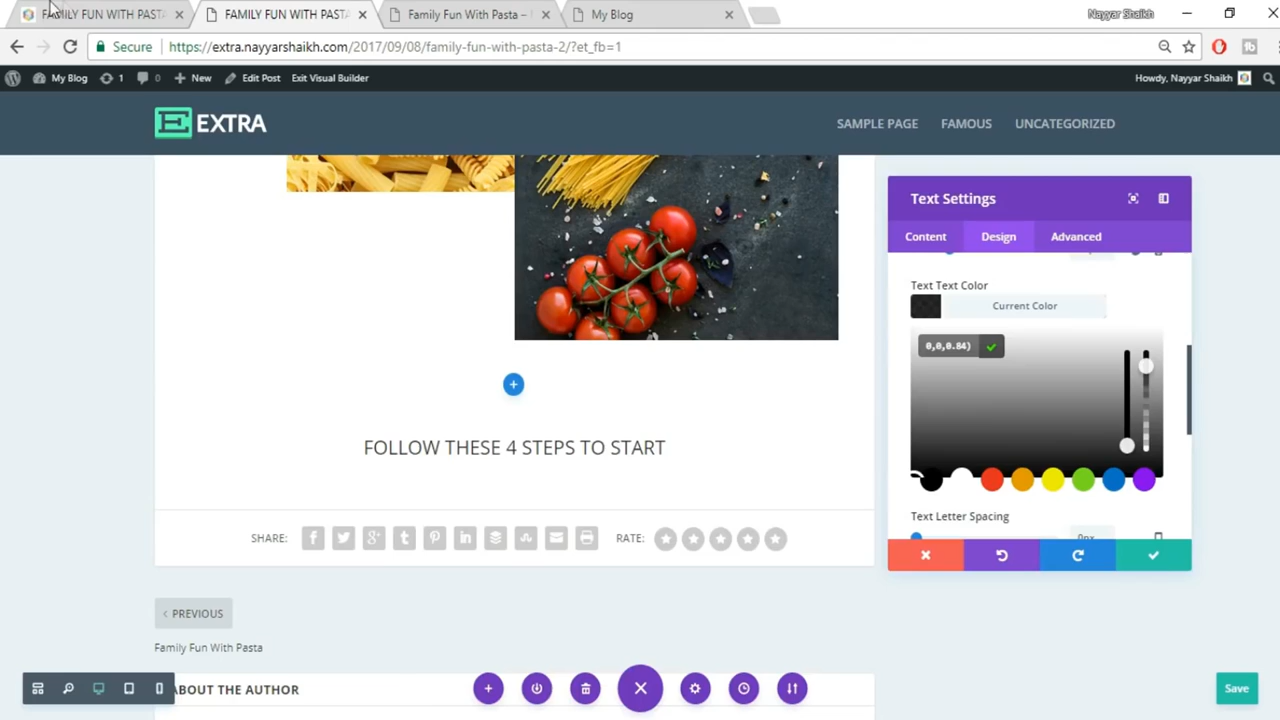 FAMILY FUN WITH PASTA
FAMILY FUN WITH PASTA
Family Fun With Pasta –
My Blog
Nayyar Shaikh
Secure
https://extra.nayyarshaikh.com/2017/09/08/family-fun-with-pasta-2/?et_fb=1
My Blog
1
0
New
Edit Post
Exit Visual Builder
Howdy, Nayyar Shaikh
E EXTRA
SAMPLE PAGE
FAMOUS
UNCATEGORIZED
Text Settings
Content
Design
Advanced
Text Text Color
Current Color
0,0,0.84)
FOLLOW THESE 4 STEPS TO START
Text Letter Spacing
0px
SHARE:
RATE:
PREVIOUS
Family Fun With Pasta
ABOUT THE AUTHOR
Save